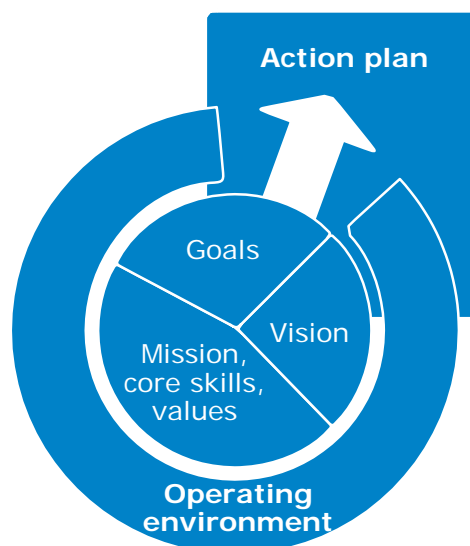 Action plan
Goals
Vision
Mission,
core skills,
values
Operating
environment